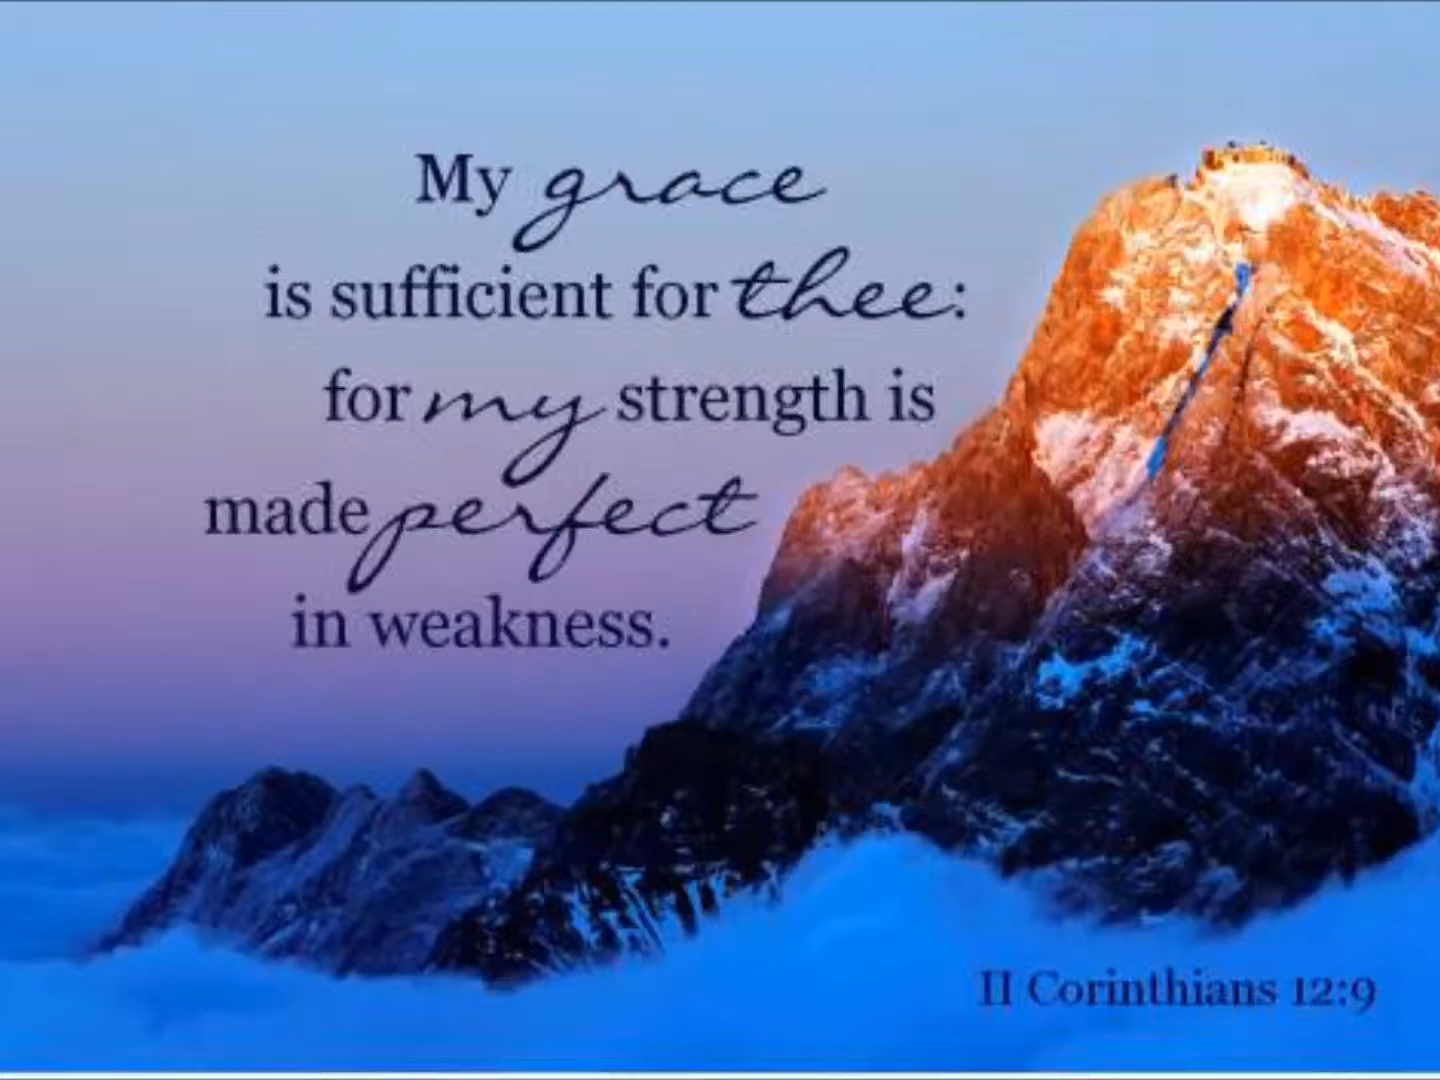 My grace
is sufficient for thee:
for my strength is
made perfect
in weakness.
II Corinthians 12:9